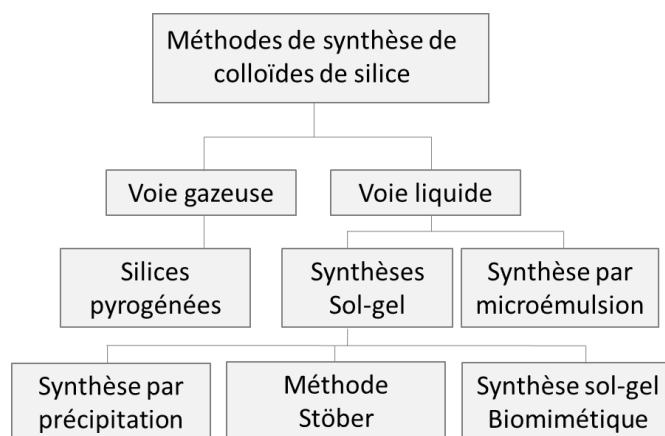 Méthodes de synthèse de
colloïdes de silice
Voie gazeuse
Voie liquide
Silices
pyrogénées
Synthèses
Sol-gel
Synthèse par
microémulsion
Synthèse par
précipitation
Méthode
Stöber
Synthèse sol-gel
Biomimétique